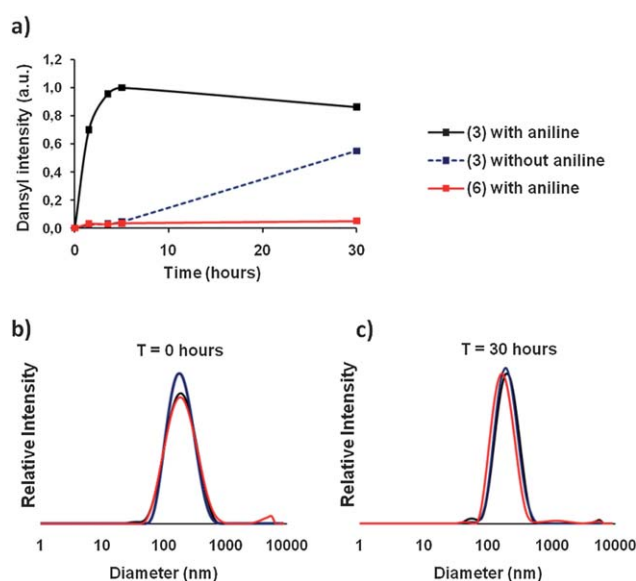 a)
1,2
1,0
0,8
0,6
0,4
0,2
0,0
Dansyl intensity (a.u.)
0 10 20 30
Time (hours)
(3) with aniline
(3) without aniline
(6) with aniline
b)
T = 0 hours
Relative Intensity
1 10 100 1000 10000
Diameter (nm)
c)
T = 30 hours
Relative Intensity
1 10 100 1000 10000
Diameter (nm)